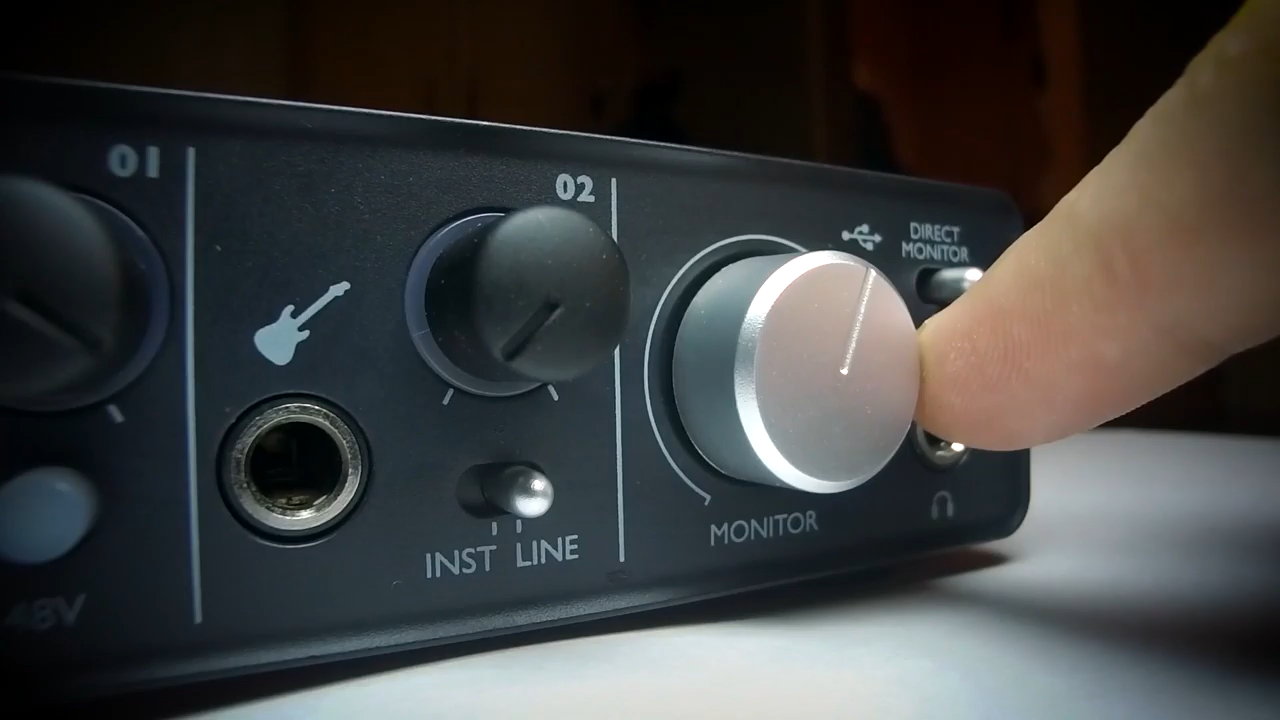 01
02
DIRECT
MONITOR
INST LINE
MONITOR
48V